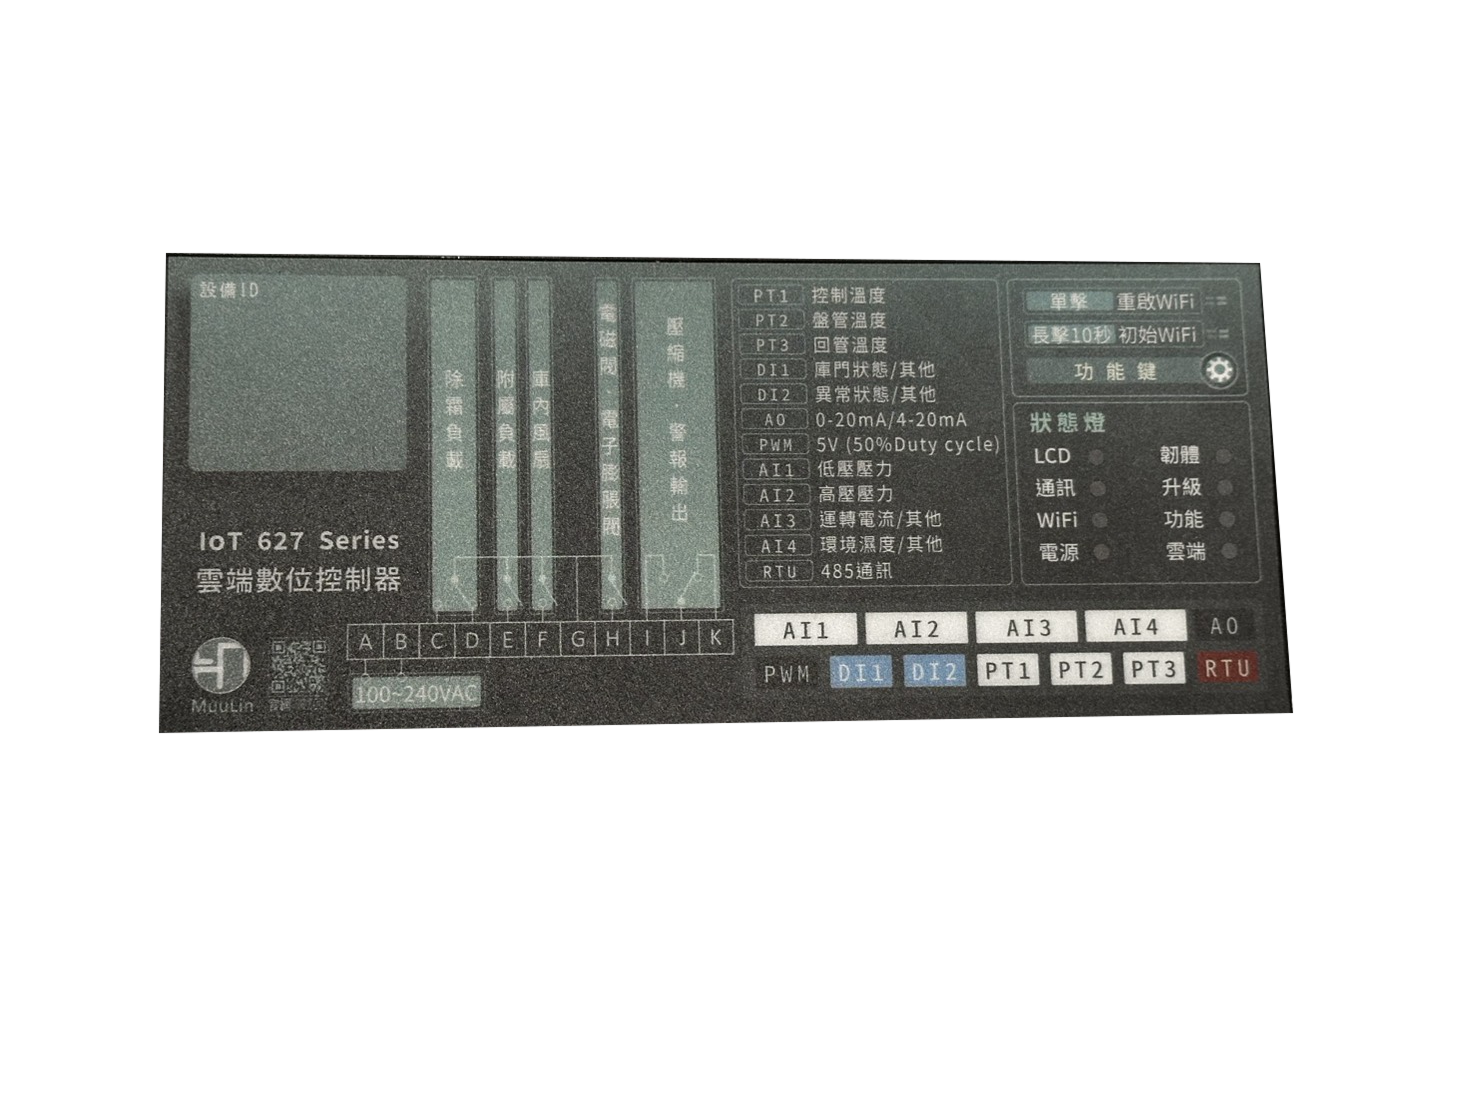 設備ID
IoT 627 Series
雲端數位控制器
MuuLin
除霜負載
附屬負載
庫內風扇
電磁閥．電子膨脹閥
壓縮機．警報輸出
A B C D E F G H I J K
100~240VAC
PT1 控制溫度
PT2 盤管溫度
PT3 回管溫度
DI1 庫門狀態/其他
DI2 異常狀態/其他
AO 0-20mA/4-20mA
PWM 5V (50%Duty cycle)
AI1 低壓壓力
AI2 高壓壓力
AI3 運轉電流/其他
AI4 環境濕度/其他
RTU 485通訊
單擊 重啟WiFi
長擊10秒 初始WiFi
功能鍵
狀態燈
LCD 韌體
通訊 升級
WiFi 功能
電源 雲端
AI1 AI2 AI3 AI4 AO
PWM DI1 DI2 PT1 PT2 PT3 RTU